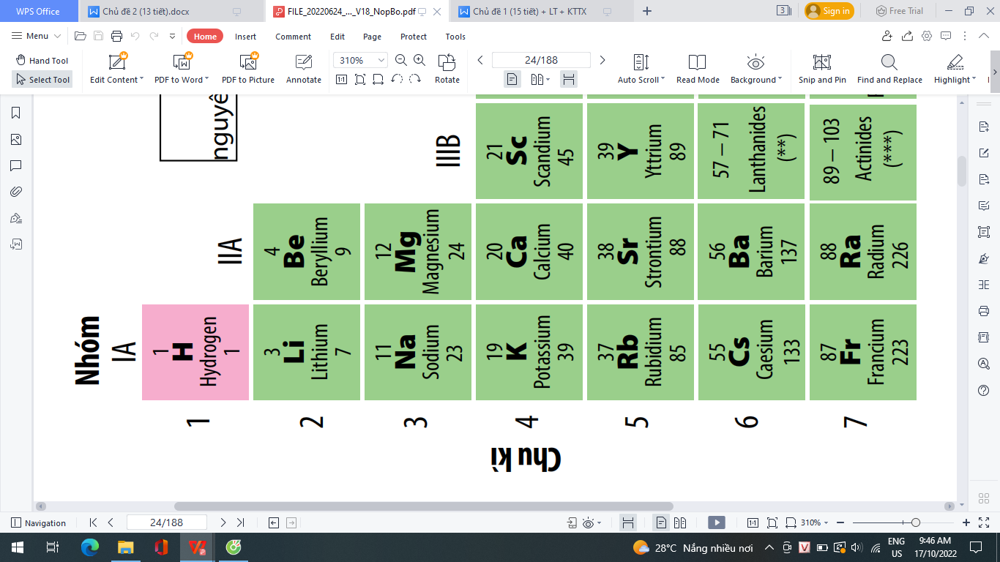 WPS Office
Chủ đề 2 (13 tiết).docx
FILE_20220624_..._V18_NopBo.pdf
Chủ đề 1 (15 tiết) + LT + KTTX
3
Sign in
Free Trial
Menu
Home
Insert
Comment
Edit
Page
Protect
Tools
Hand Tool
Select Tool
Edit Content
PDF to Word
PDF to Picture
Annotate
310%
1:1
Rotate
24/188
Auto Scroll
Read Mode
Background
Snip and Pin
Find and Replace
Highlight
nguyê
Nhóm
IA
IIA
IIIB
1
H
Hydrogen
1
3
Li
Lithium
7
4
Be
Beryllium
9
11
Na
Sodium
23
12
Mg
Magnesium
24
19
K
Potassium
39
20
Ca
Calcium
40
21
Sc
Scandium
45
37
Rb
Rubidium
85
38
Sr
Strontium
88
39
Y
Yttrium
89
55
Cs
Caesium
133
56
Ba
Barium
137
57 – 71
Lanthanides
(**)
87
Fr
Francium
223
88
Ra
Radium
226
89 – 103
Actinides
(***)
1
2
3
4
5
6
7
Chu kì
Navigation
24/188
1:1
310%
28°C Nắng nhiều nơi
ENG
US
9:46 AM
17/10/2022